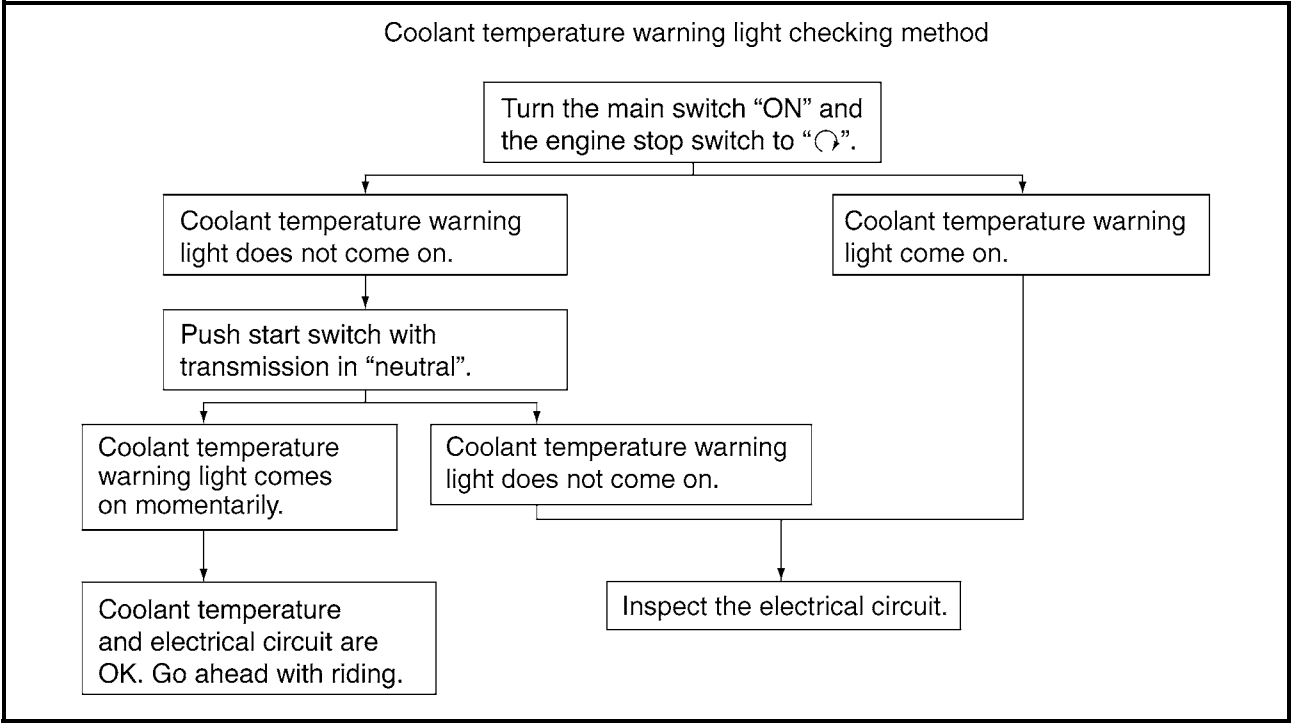 Coolant temperature warning light checking method
Turn the main switch “ON” and
the engine stop switch to “”.
Coolant temperature warning
light does not come on.
Coolant temperature warning
light come on.
Push start switch with
transmission in “neutral”.
Coolant temperature
warning light comes
on momentarily.
Coolant temperature warning
light does not come on.
Coolant temperature
and electrical circuit are
OK. Go ahead with riding.
Inspect the electrical circuit.